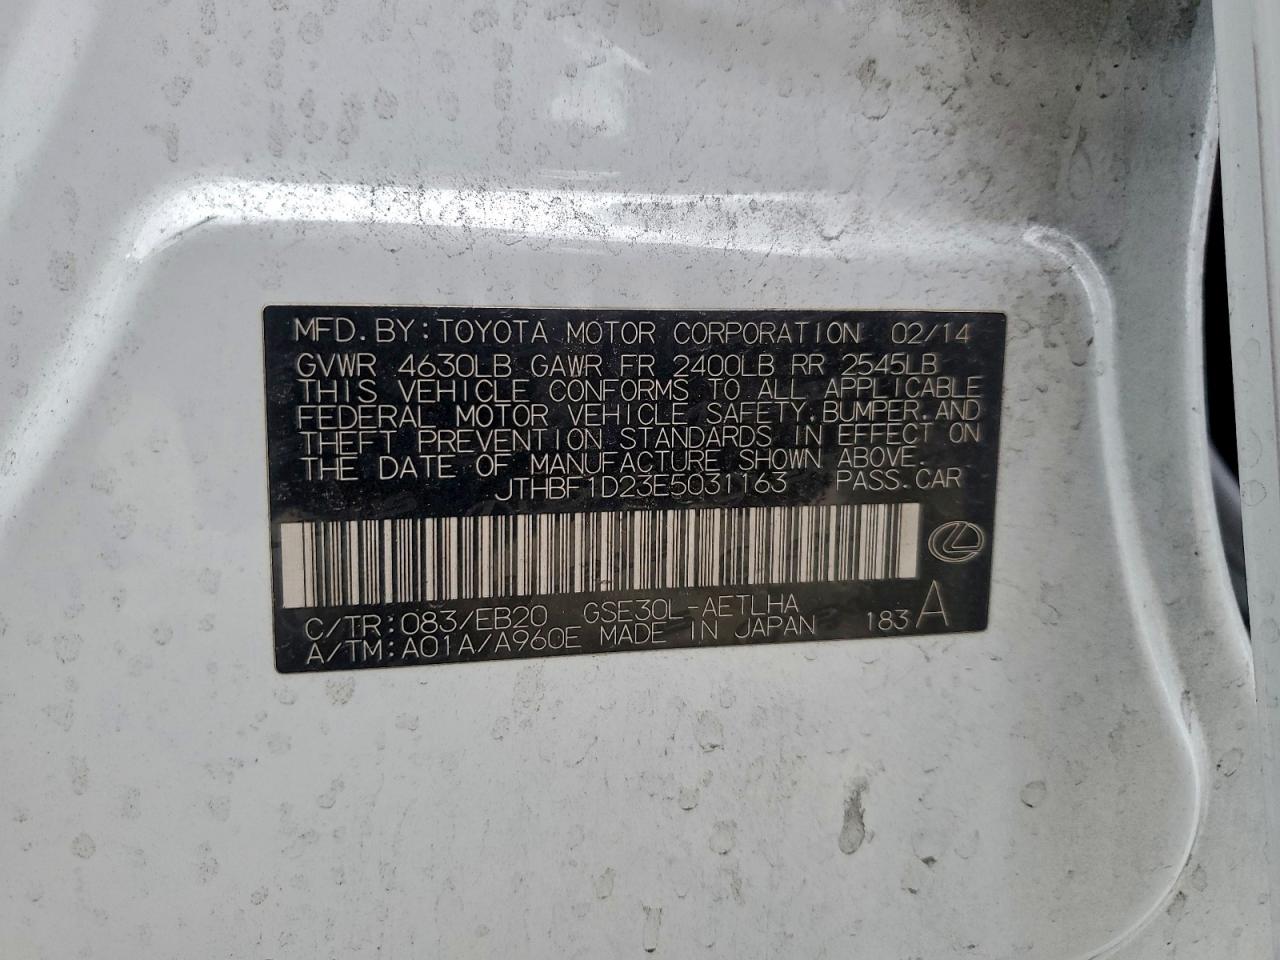 MFD. BY: TOYOTA MOTOR CORPORATION 02/14
GVWR 4630LB GAWR FR 2400LB RR 2545LB
THIS VEHICLE CONFORMS TO ALL APPLICABLE
FEDERAL MOTOR VEHICLE SAFETY, BUMPER, AND
THEFT PREVENTION STANDARDS IN EFFECT ON
THE DATE OF MANUFACTURE SHOWN ABOVE.
JTHBF1D23E5031163 PASS. CAR
C/TR: 083/EB20 GSE30L-AETLHA
A/TM: A01A/A960E MADE IN JAPAN 183 A